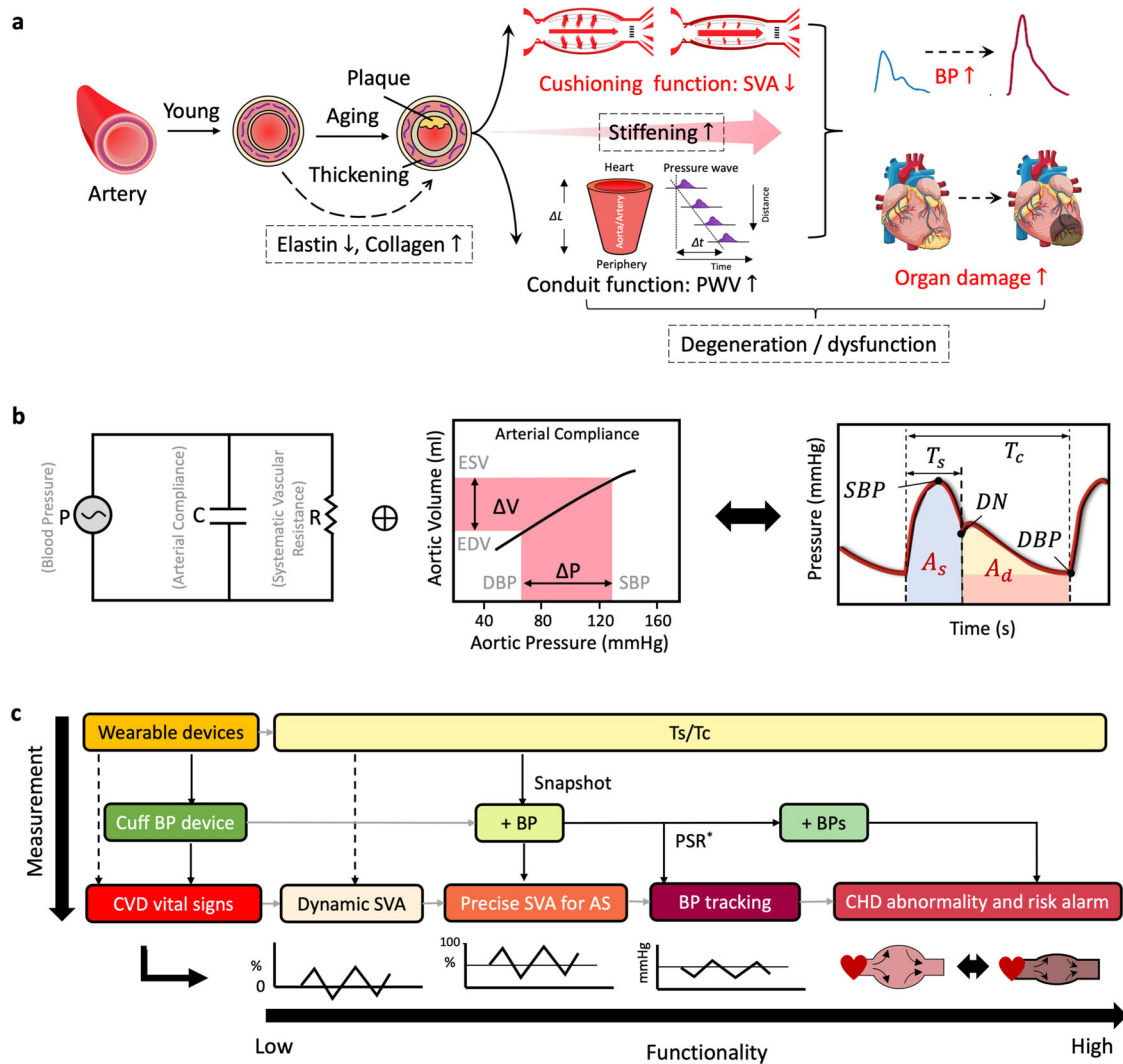 a
Young
Artery
Aging
Plaque
Thickening
Elastin ↓, Collagen ↑
Cushioning function: SVA ↓
Stiffening ↑
Heart
Pressure wave
ΔL
Aorta/Artery
Distance
Δt
Periphery
Time
Conduit function: PWV ↑
BP ↑
Organ damage ↑
Degeneration / dysfunction
b
(Blood Pressure)
P
(Arterial Compliance)
C
(Systematic Vascular
Resistance)
R
Arterial Compliance
Aortic Volume (ml)
ESV
ΔV
EDV
DBP
ΔP
SBP
40 80 120 160
Aortic Pressure (mmHg)
Pressure (mmHg)
Ts
Tc
SBP
DN
DBP
As
Ad
Time (s)
c
Measurement
Wearable devices
Ts/Tc
Snapshot
Cuff BP device
+ BP
+ BPs
PSR*
CVD vital signs
Dynamic SVA
Precise SVA for AS
BP tracking
CHD abnormality and risk alarm
%
0
100
%
mmHg
Low
Functionality
High